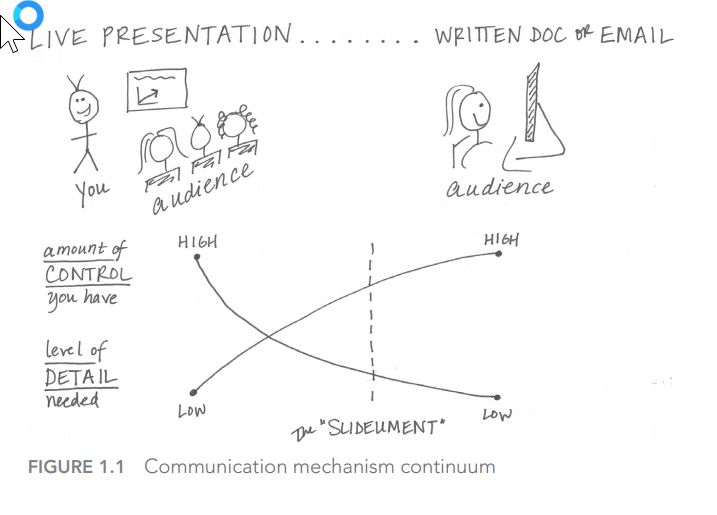 LIVE PRESENTATION........ WRITTEN DOC OR EMAIL
You
audience
audience
amount of
CONTROL
you have
HIGH
HIGH
level of
DETAIL
needed
LOW
LOW
The "SLIDEUMENT"
FIGURE 1.1 Communication mechanism continuum